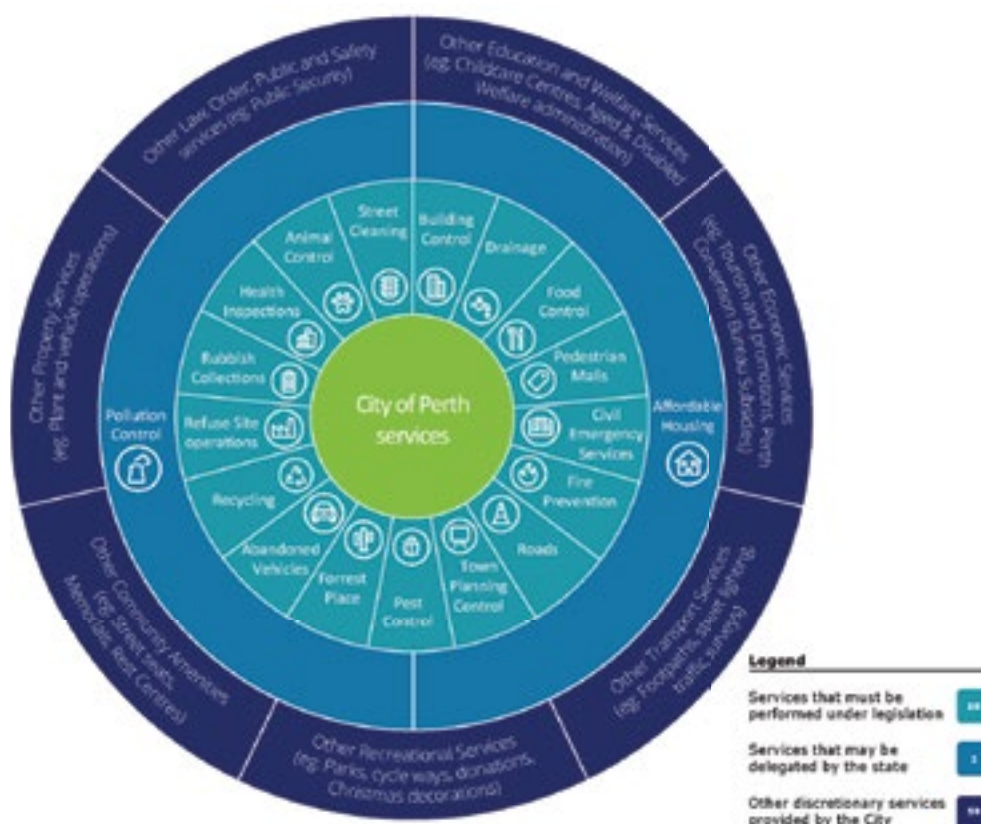 Other Law, Order, Public and Safety
services (eg: Public Security)
Other Education and Welfare Services
(eg: Childcare Centres, Aged & Disabled
Welfare administration)
Other Economic Services
(eg: Tourism and promotions, Perth
Convention Bureau Subsidies)
Other Transport Services
(eg: Footpaths, street lighting,
traffic surveys)
Other Recreational Services
(eg: Parks, cycle ways, donations,
Christmas decorations)
Other Community Amenities
(eg: street seats,
Memorials, Rest Centres)
Other Property Services
(eg: Plant and vehicle operations)
Pollution
Control
Affordable
Housing
Street
Cleaning
Building
Control
Drainage
Food
Control
Pedestrian
Malls
Civil
Emergency
Services
Fire
Prevention
Roads
Town
Planning
Control
Pest
Control
Forrest
Place
Abandoned
Vehicles
Recycling
Refuse Site
operations
Rubbish
Collections
Health
Inspections
Animal
Control
City of Perth
services
Legend
Services that must be
performed under legislation
Services that may be
delegated by the state
Other discretionary services
provided by the City